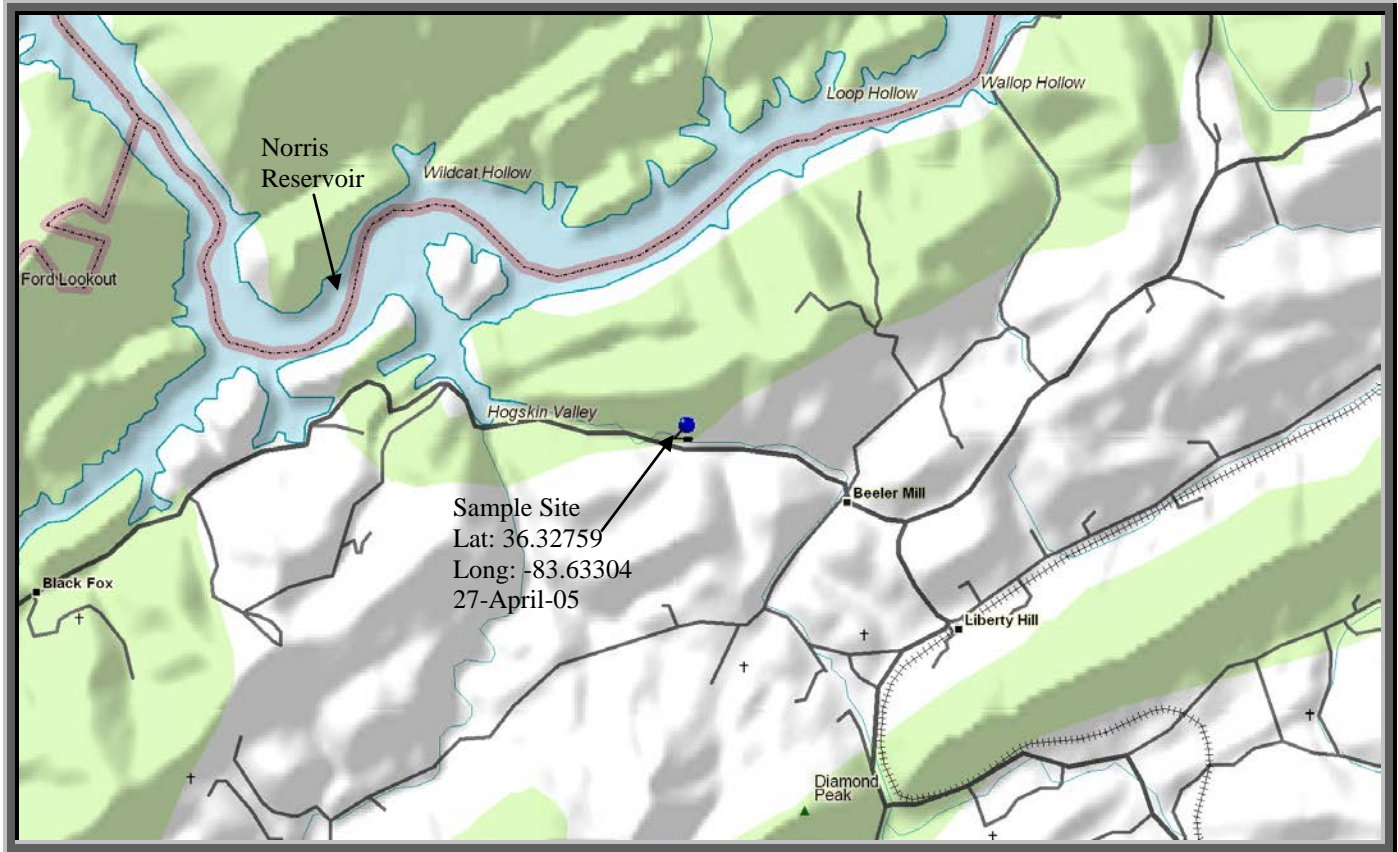 Wallop Hollow
Loop Hollow
Norris
Reservoir
Wildcat Hollow
Ford Lookout
Hogskin Valley
Sample Site
Lat: 36.32759
Long: -83.63304
27-April-05
Beeler Mill
Black Fox
Liberty Hill
Diamond
Peak